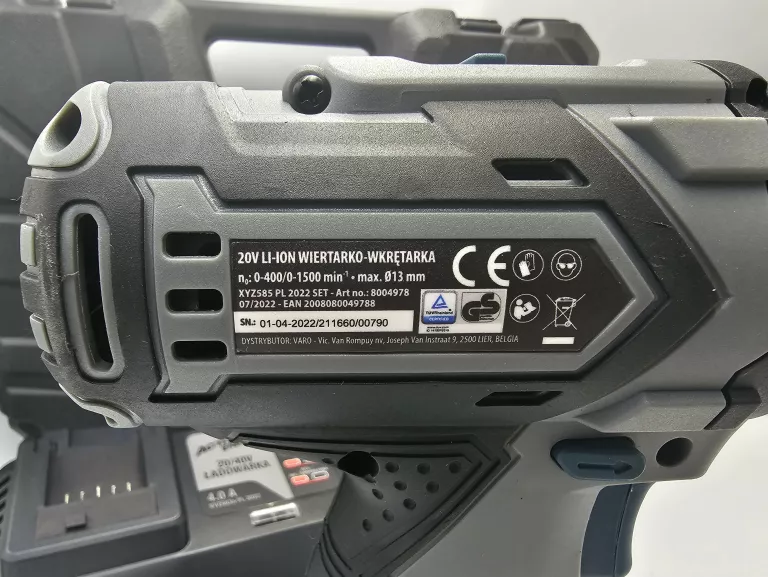 20V LI-ION WIERTARKO-WKRĘTARKA
n₀: 0-400/0-1500 min⁻¹ • max. Ø13 mm
XYZS85 PL 2022 SET - Art no.: 8004978
07/2022 - EAN 2008080049788
SN.: 01-04-2022/211660/00790
DYSTRYBUTOR: VARO - Vic. Van Rompuy nv, Joseph Van Instraat 9, 2500 LIER, BELGIA
CE
GS
20/40V
ŁADOWARKA
4.0 A